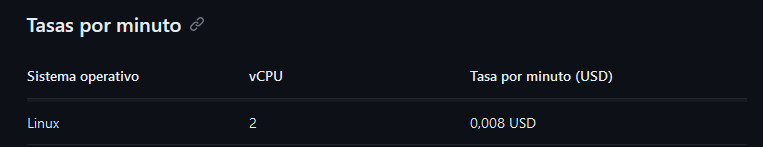 Tasas por minuto
Sistema operativo vCPU Tasa por minuto (USD)
Linux 2 0,008 USD